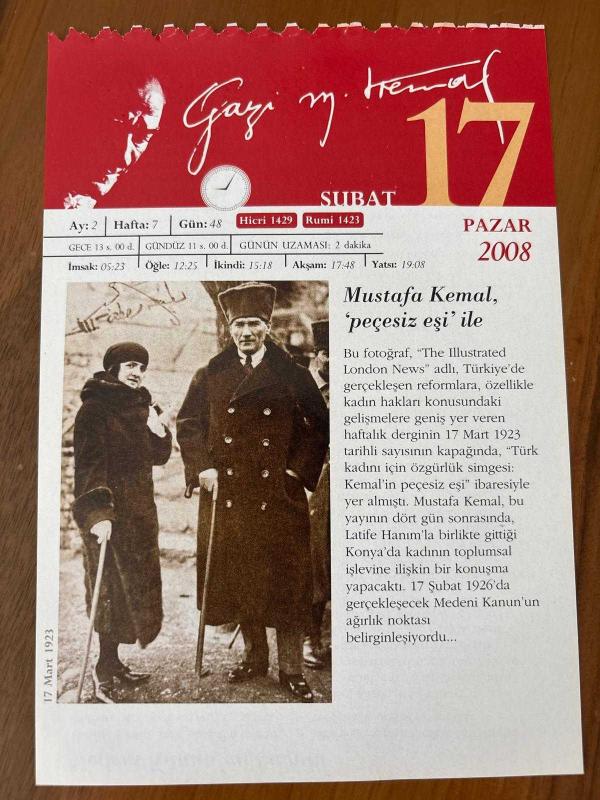 Gazi M. Kemal
17
ŞUBAT
Ay: 2 Hafta: 7 Gün: 48 Hicri 1429 Rumi 1423
PAZAR
2008
GECE 13 s. 00 d. GÜNDÜZ 11 s. 00 d. GÜNÜN UZAMASI: 2 dakika
İmsak: 05:23 Öğle: 12:25 İkindi: 15:18 Akşam: 17:48 Yatsı: 19:08
Mustafa Kemal,
‘peçesiz eşi’ ile
Bu fotoğraf, “The Illustrated
London News” adlı, Türkiye’de
gerçekleşen reformlara, özellikle
kadın hakları konusundaki
gelişmelere geniş yer veren
haftalık derginin 17 Mart 1923
tarihli sayısının kapağında, “Türk
kadını için özgürlük simgesi:
Kemal’in peçesiz eşi” ibaresiyle
yer almıştı. Mustafa Kemal, bu
yayının dört gün sonrasında,
Latife Hanım’la birlikte gittiği
Konya’da kadının toplumsal
işlevine ilişkin bir konuşma
yapacaktı. 17 Şubat 1926’da
gerçekleşecek Medeni Kanun’un
ağırlık noktası
belirginleşiyordu...
17 Mart 1923